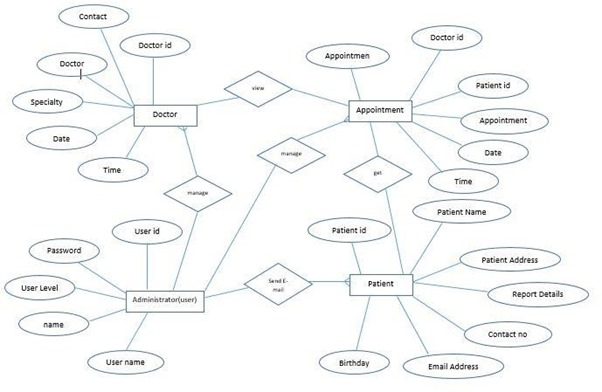 Contact
Doctor id
Doctor
Specialty
Date
Time
Doctor
view
Appointmen
Doctor id
Patient id
Appointment
Date
Time
Appointment
manage
manage
get
User id
Password
User Level
name
User name
Administrator(user)
Send E-
mail
Patient id
Patient Name
Patient Address
Report Details
Contact no
Email Address
Birthday
Patient